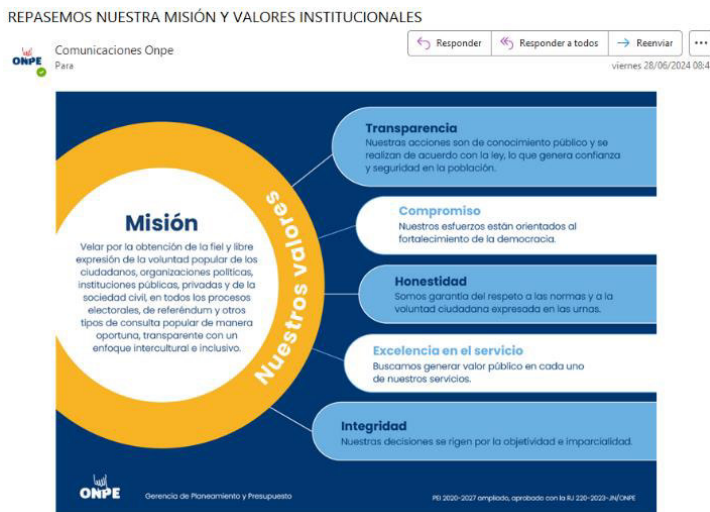 REPASEMOS NUESTRA MISIÓN Y VALORES INSTITUCIONALES
ONPE
Comunicaciones Onpe
Para
Responder
Responder a todos
Reenviar
viernes 28/06/2024 08:4
Misión
Velar por la obtención de la fiel y libre
expresión de la voluntad popular de los
ciudadanos, organizaciones políticas,
instituciones públicas, privadas y de la
sociedad civil, en todos los procesos
electorales, de referéndum y otros
tipos de consulta popular de manera
oportuna, transparente con un
enfoque intercultural e inclusivo.
Nuestros valores
Transparencia
Nuestras acciones son de conocimiento público y se
realizan de acuerdo con la ley, lo que genera confianza
y seguridad en la población.
Compromiso
Nuestros esfuerzos están orientados al
fortalecimiento de la democracia.
Honestidad
Somos garantía del respeto a las normas y a la
voluntad ciudadana expresada en las urnas.
Excelencia en el servicio
Buscamos generar valor público en cada uno
de nuestros servicios.
Integridad
Nuestras decisiones se rigen por la objetividad e imparcialidad.
ONPE
Gerencia de Planeamiento y Presupuesto
PEI 2020-2027 ampliado, aprobado con la RJ 220-2023-JN/ONPE